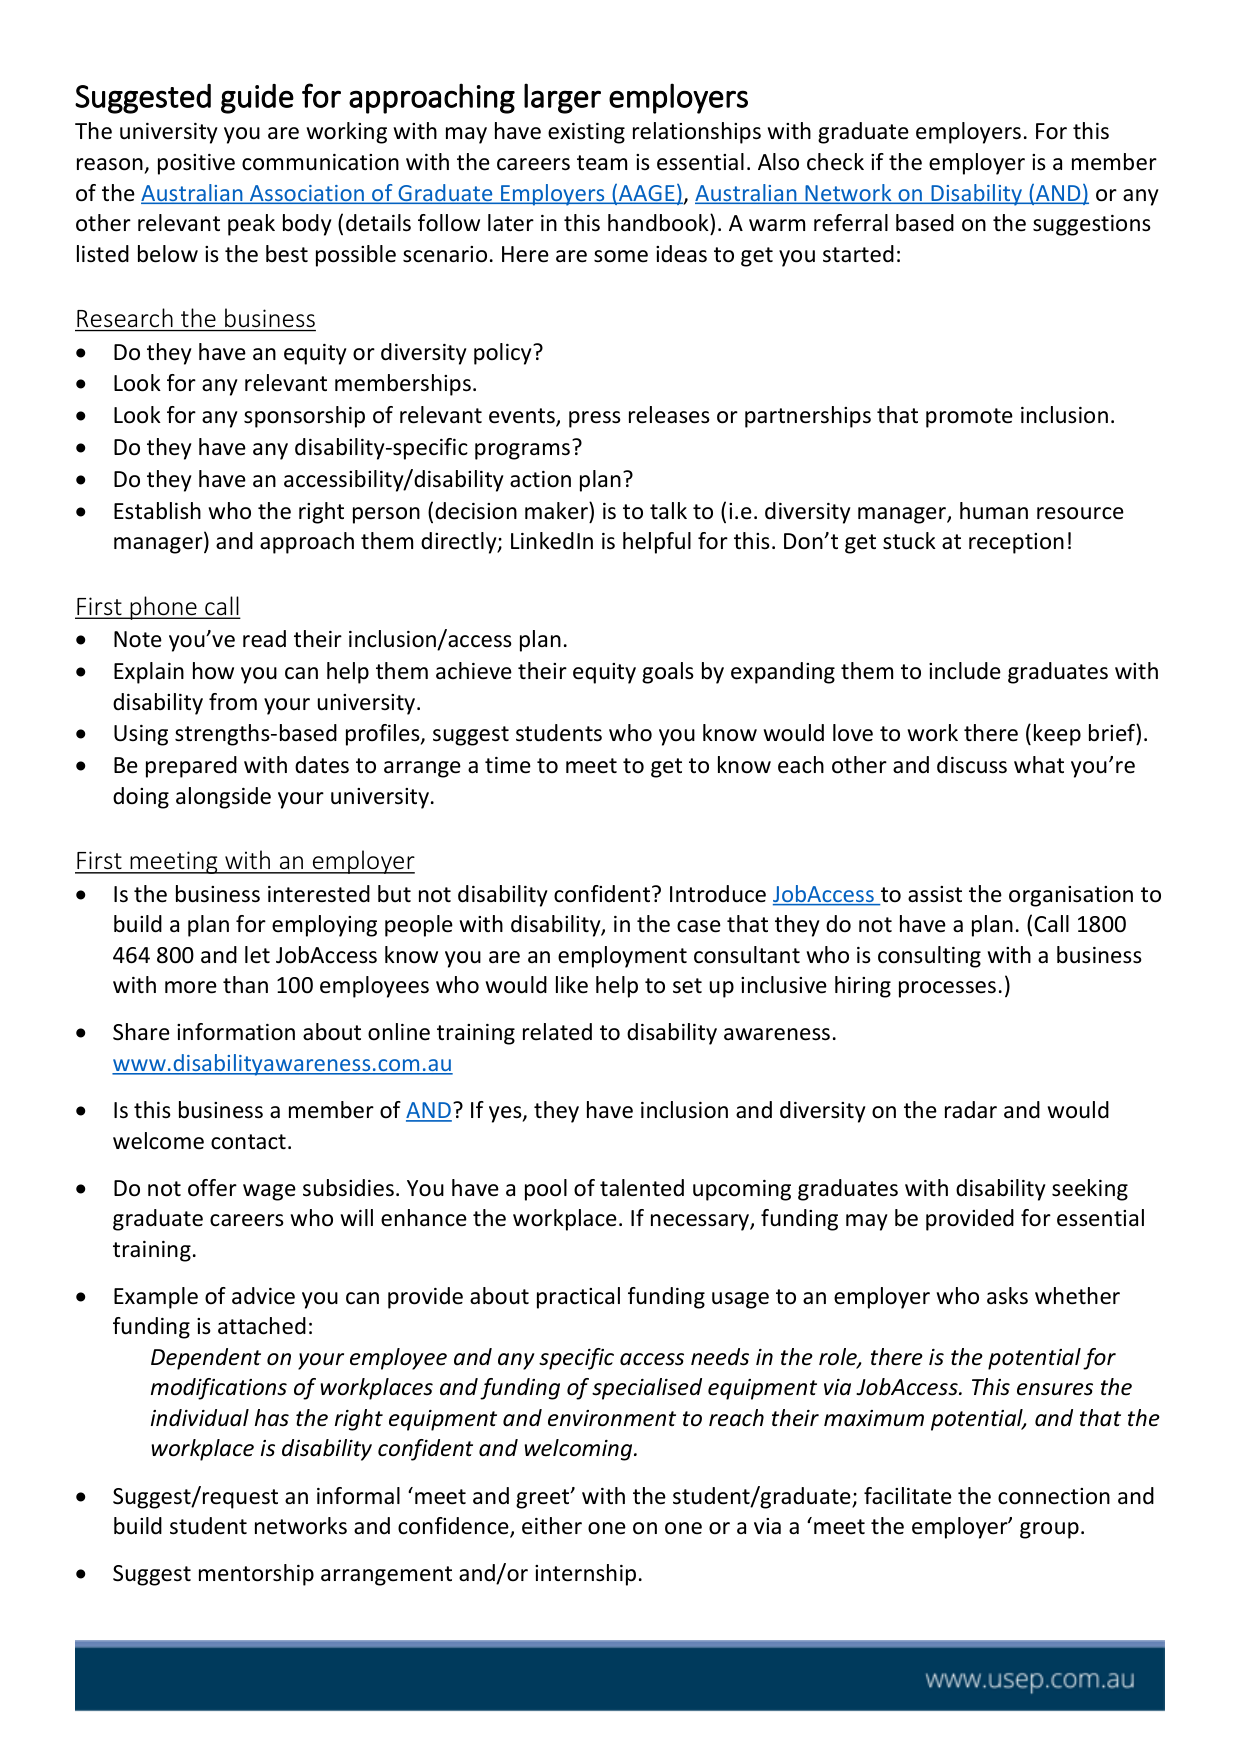 Suggested guide for approaching larger employers
The university you are working with may have existing relationships with graduate employers. For this
reason, positive communication with the careers team is essential. Also check if the employer is a member
of the Australian Association of Graduate Employers (AAGE), Australian Network on Disability (AND) or any
other relevant peak body (details follow later in this handbook). A warm referral based on the suggestions
listed below is the best possible scenario. Here are some ideas to get you started:
Research the business
• Do they have an equity or diversity policy?
• Look for any relevant memberships.
• Look for any sponsorship of relevant events, press releases or partnerships that promote inclusion.
• Do they have any disability-specific programs?
• Do they have an accessibility/disability action plan?
• Establish who the right person (decision maker) is to talk to (i.e. diversity manager, human resource
manager) and approach them directly; LinkedIn is helpful for this. Don’t get stuck at reception!
First phone call
• Note you’ve read their inclusion/access plan.
• Explain how you can help them achieve their equity goals by expanding them to include graduates with
disability from your university.
• Using strengths-based profiles, suggest students who you know would love to work there (keep brief).
• Be prepared with dates to arrange a time to meet to get to know each other and discuss what you’re
doing alongside your university.
First meeting with an employer
• Is the business interested but not disability confident? Introduce JobAccess to assist the organisation to
build a plan for employing people with disability, in the case that they do not have a plan. (Call 1800
464 800 and let JobAccess know you are an employment consultant who is consulting with a business
with more than 100 employees who would like help to set up inclusive hiring processes.)
• Share information about online training related to disability awareness.
www.disabilityawareness.com.au
• Is this business a member of AND? If yes, they have inclusion and diversity on the radar and would
welcome contact.
• Do not offer wage subsidies. You have a pool of talented upcoming graduates with disability seeking
graduate careers who will enhance the workplace. If necessary, funding may be provided for essential
training.
• Example of advice you can provide about practical funding usage to an employer who asks whether
funding is attached:
Dependent on your employee and any specific access needs in the role, there is the potential for
modifications of workplaces and funding of specialised equipment via JobAccess. This ensures the
individual has the right equipment and environment to reach their maximum potential, and that the
workplace is disability confident and welcoming.
• Suggest/request an informal ‘meet and greet’ with the student/graduate; facilitate the connection and
build student networks and confidence, either one on one or a via a ‘meet the employer’ group.
• Suggest mentorship arrangement and/or internship.
www.usep.com.au